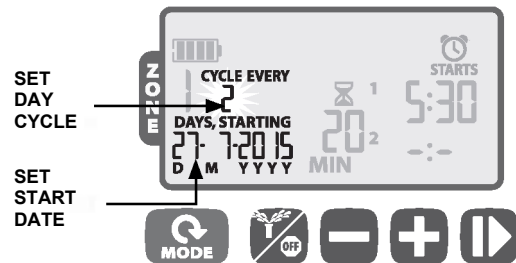 SET
DAY
CYCLE
SET
START
DATE
ZONE
1
CYCLE EVERY
2
DAYS, STARTING
27- 7-2015
D M Y Y Y Y
1
20 2
MIN
STARTS
5:30
-:-
MODE
OFF